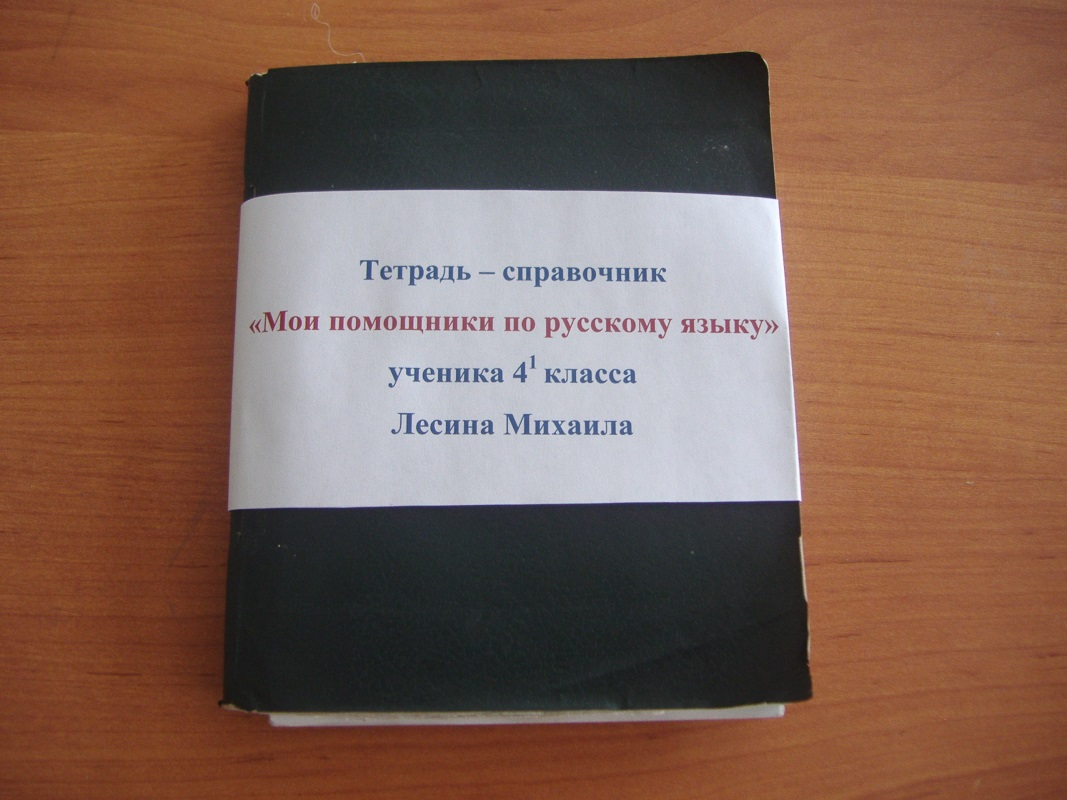 Тетрадь – справочник
«Мои помощники по русскому языку»
ученика 4¹ класса
Лесина Михаила